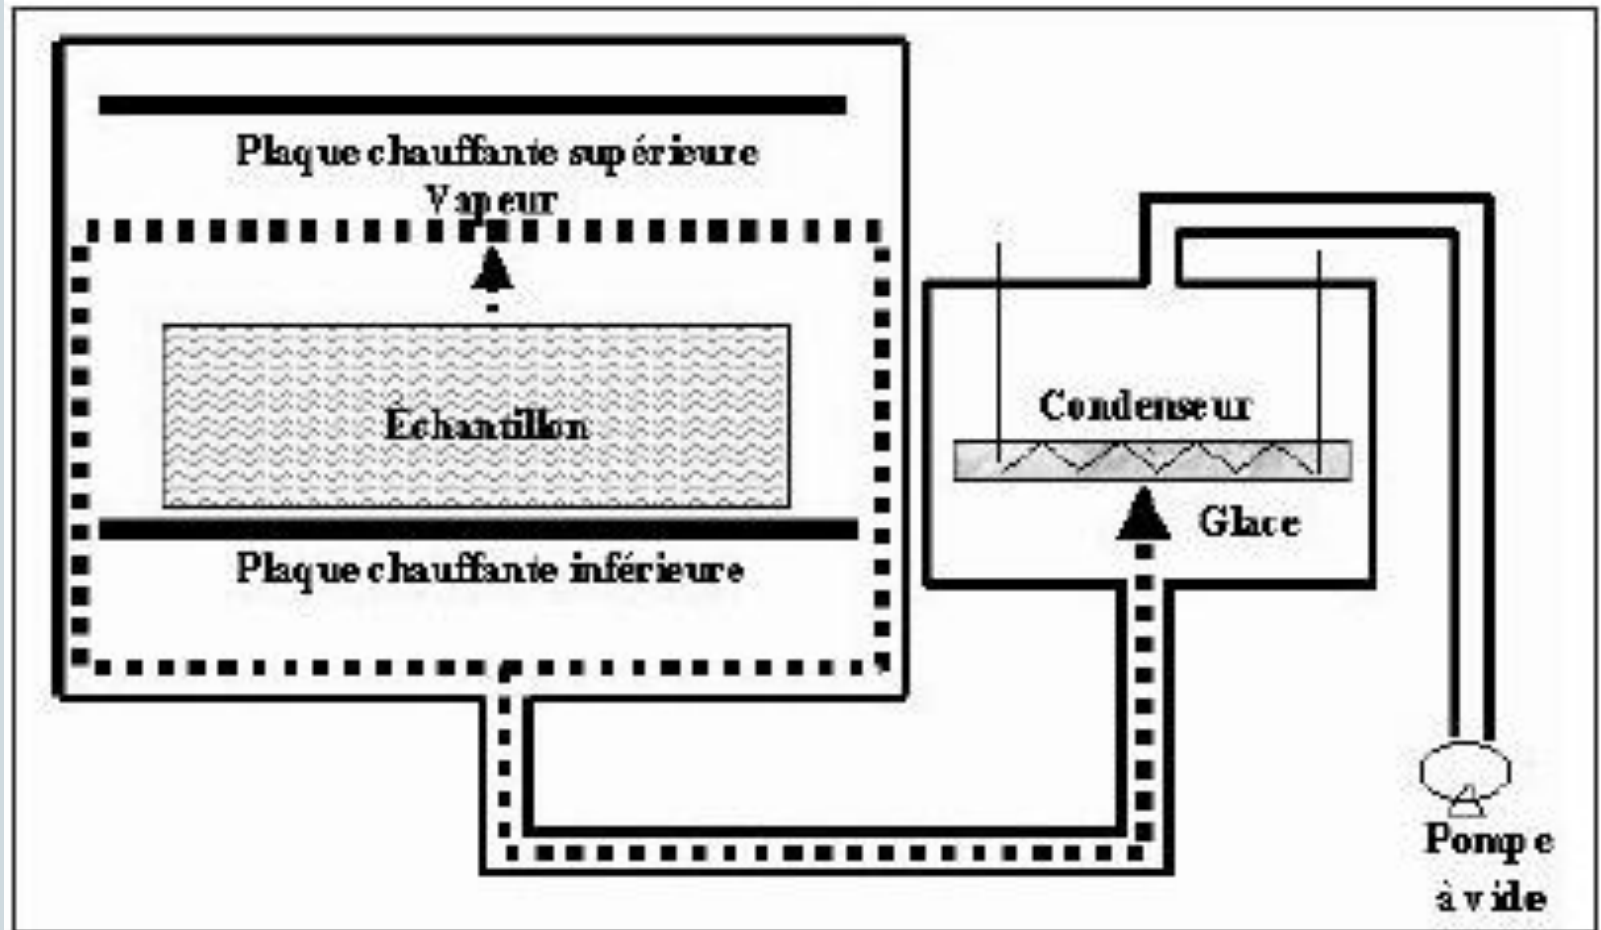 Plaque chauffante supérieure
Vapeur
Échantillon
Plaque chauffante inférieure
Condenseur
Glace
Pompe
à vide